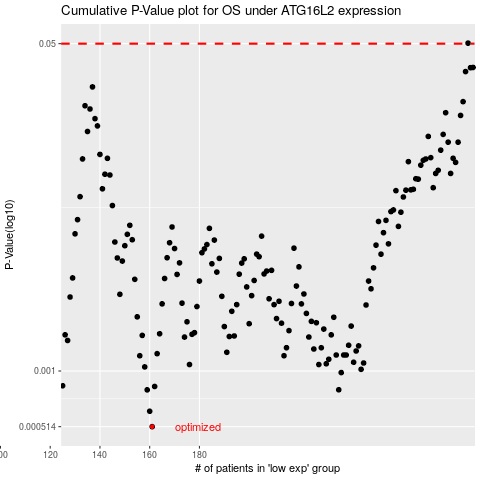 Cumulative P-Value plot for OS under ATG16L2 expression
P-Value(log10)
0.05
0.001
0.000514
optimized
00 120 140 160 180
# of patients in 'low exp' group